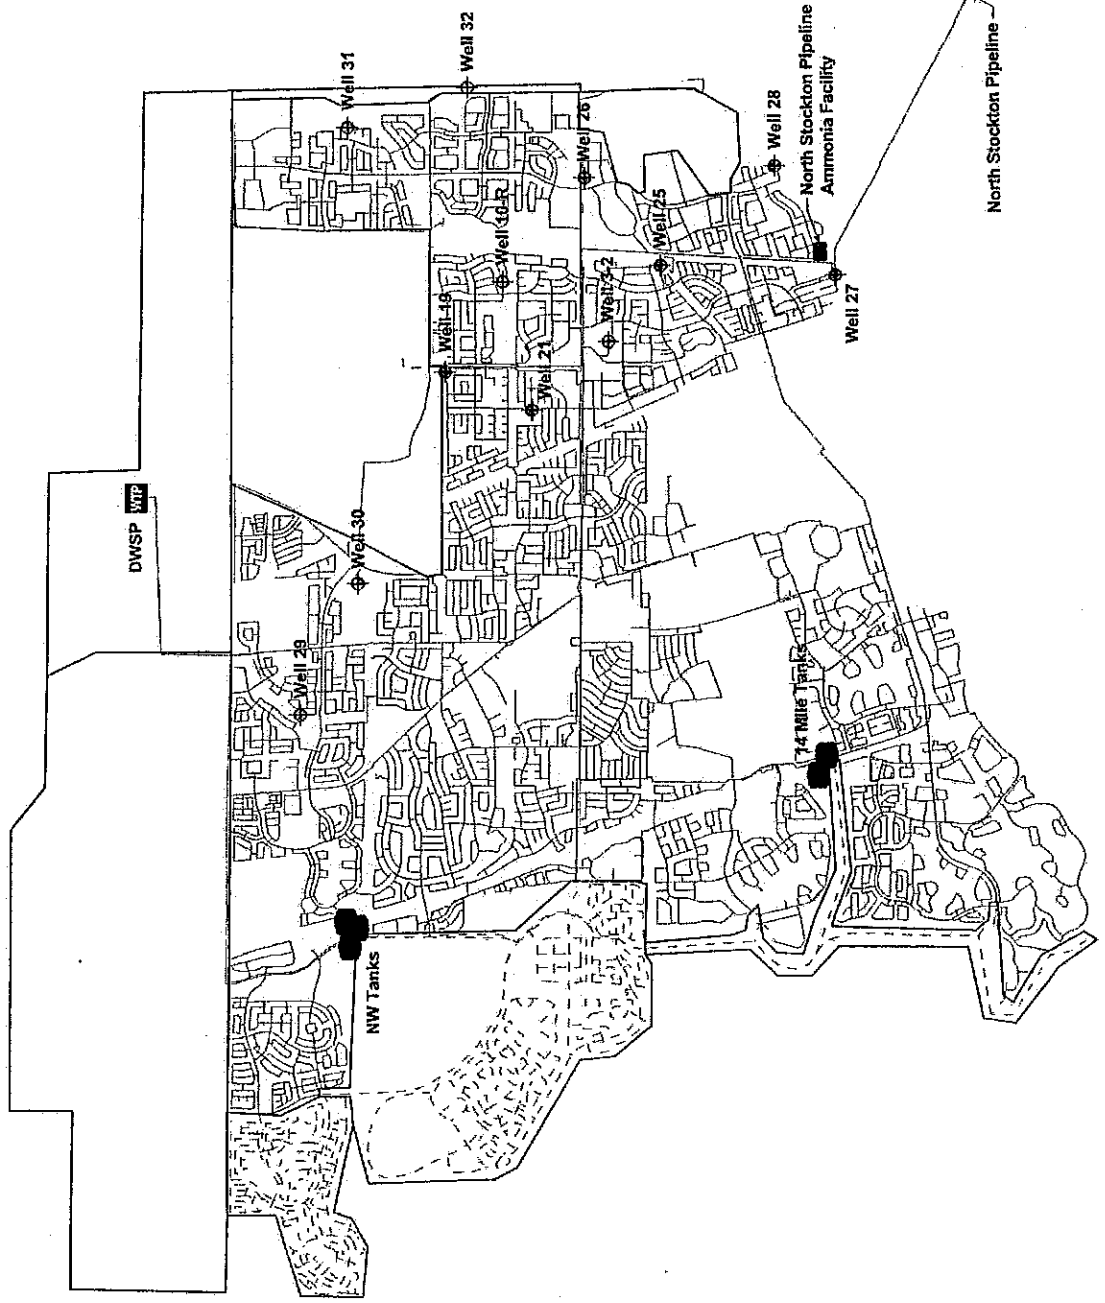 Well 32
Well 31
Well 26
Well 28
North Stockton Pipeline
Ammonia Facility
North Stockton Pipeline
Well 10-R
Well 25
Well 3-2
Well 19
Well 21
Well 27
DWSP WTP
Well 30
Well 29
14 Mile Tanks
NW Tanks